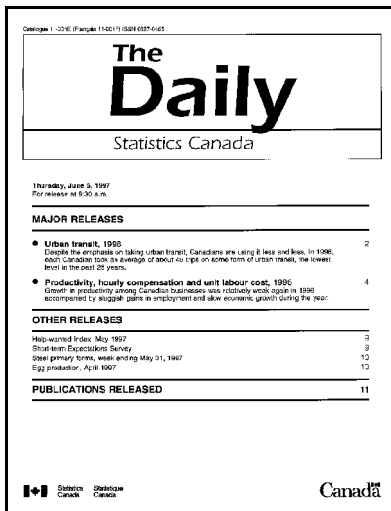 Catalogue 11-001E (Français 11-001F) ISSN 0827-0465
The
Daily
Statistics Canada
Thursday, June 5, 1997
For release at 8:30 a.m.
MAJOR RELEASES
● Urban transit, 1996 2
Despite the emphasis on taking urban transit, Canadians are using it less and less. In 1996,
each Canadian took an average of about 48 trips on some form of urban transit, the lowest
level in the past 25 years.
● Productivity, hourly compensation and unit labour cost, 1996 4
Growth in productivity among Canadian businesses was relatively weak again in 1996
accompanied by sluggish gains in employment and slow economic growth during the year.
OTHER RELEASES
Help-wanted Index, May 1997 9
Short-term Expectations Survey 9
Steel primary forms, week ending May 31, 1997 10
Egg production, April 1997 10
PUBLICATIONS RELEASED 11
Statistics Statistique
Canada Canada
Canada